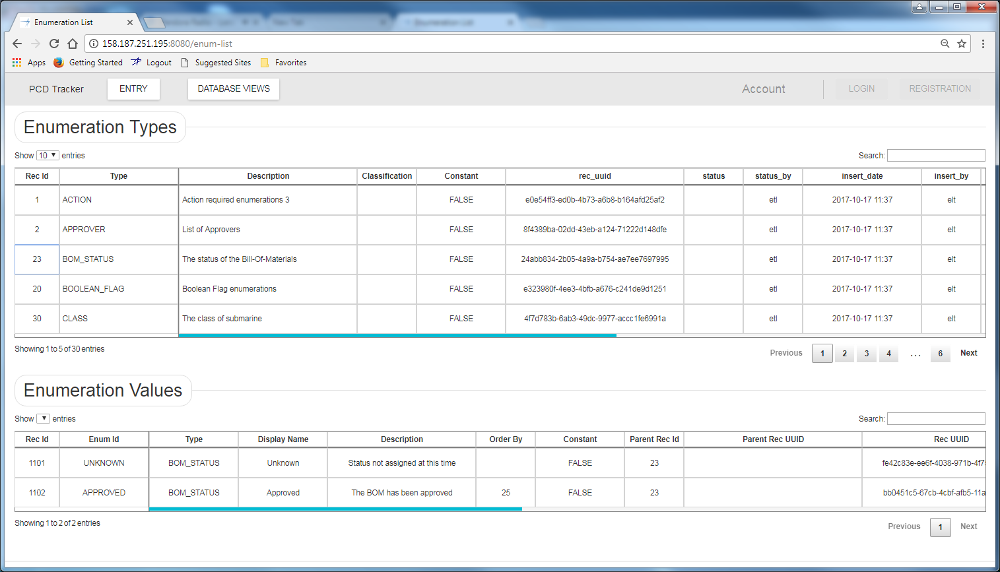 Enumeration List
158.187.251.195:8080/enum-list
Apps Getting Started Logout Suggested Sites Favorites
PCD Tracker ENTRY DATABASE VIEWS Account LOGIN REGISTRATION
Enumeration Types
Show 10 entries Search:
Rec Id Type Description Classification Constant rec_uuid status status_by insert_date insert_by
1 ACTION Action required enumerations 3 FALSE e0e54ff3-ed0b-4b73-a6b8-b164afd25af2 etl 2017-10-17 11:37 elt
2 APPROVER List of Approvers FALSE 8f4389ba-02dd-43eb-a124-71222d148dfe etl 2017-10-17 11:37 elt
23 BOM_STATUS The status of the Bill-Of-Materials FALSE 24abb834-2b05-4a9a-b754-ae7ee7697995 etl 2017-10-17 11:37 elt
20 BOOLEAN_FLAG Boolean Flag enumerations FALSE e323980f-4ee3-4bfb-a676-c241de9d1251 etl 2017-10-17 11:37 elt
30 CLASS The class of submarine FALSE 4f7d783b-6ab3-49dc-9977-accc1fe6991a etl 2017-10-17 11:37 elt
Showing 1 to 5 of 30 entries Previous 1 2 3 4 ... 6 Next
Enumeration Values
Show entries Search:
Rec Id Enum Id Type Display Name Description Order By Constant Parent Rec Id Parent Rec UUID Rec UUID
1101 UNKNOWN BOM_STATUS Unknown Status not assigned at this time FALSE 23 fe42c83e-ee6f-4038-971b-4f7
1102 APPROVED BOM_STATUS Approved The BOM has been approved 25 FALSE 23 bb0451c5-67cb-4cbf-afb5-11a
Showing 1 to 2 of 2 entries Previous 1 Next